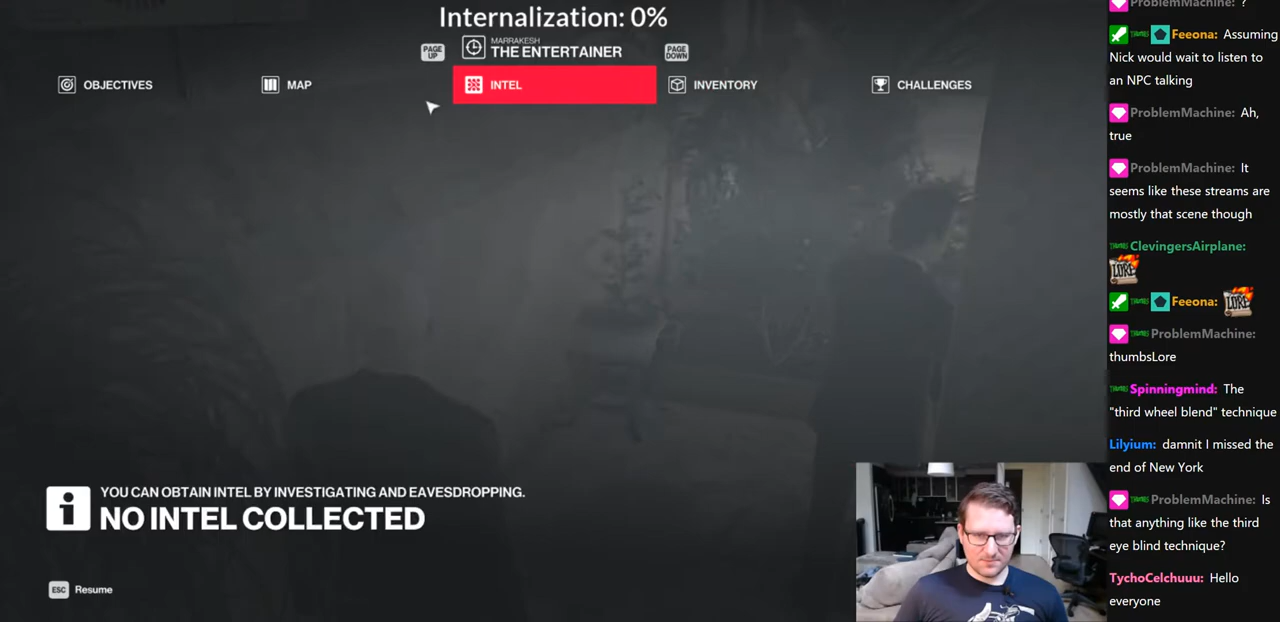 Internalization: 0%
PAGE UP
MARRAKESH
THE ENTERTAINER
PAGE DOWN
OBJECTIVES
MAP
INTEL
INVENTORY
CHALLENGES
YOU CAN OBTAIN INTEL BY INVESTIGATING AND EAVESDROPPING.
NO INTEL COLLECTED
ESC Resume
ProblemMachine: ?
Feeona: Assuming
Nick would wait to listen to
an NPC talking
ProblemMachine: Ah,
true
ProblemMachine: It
seems like these streams are
mostly that scene though
ClevingersAirplane:
LORE
Feeona: LORE
ProblemMachine:
thumbsLore
Spinningmind: The
"third wheel blend" technique
Lilyium: damnit I missed the
end of New York
ProblemMachine: Is
that anything like the third
eye blind technique?
TychoCelchuuu: Hello
everyone